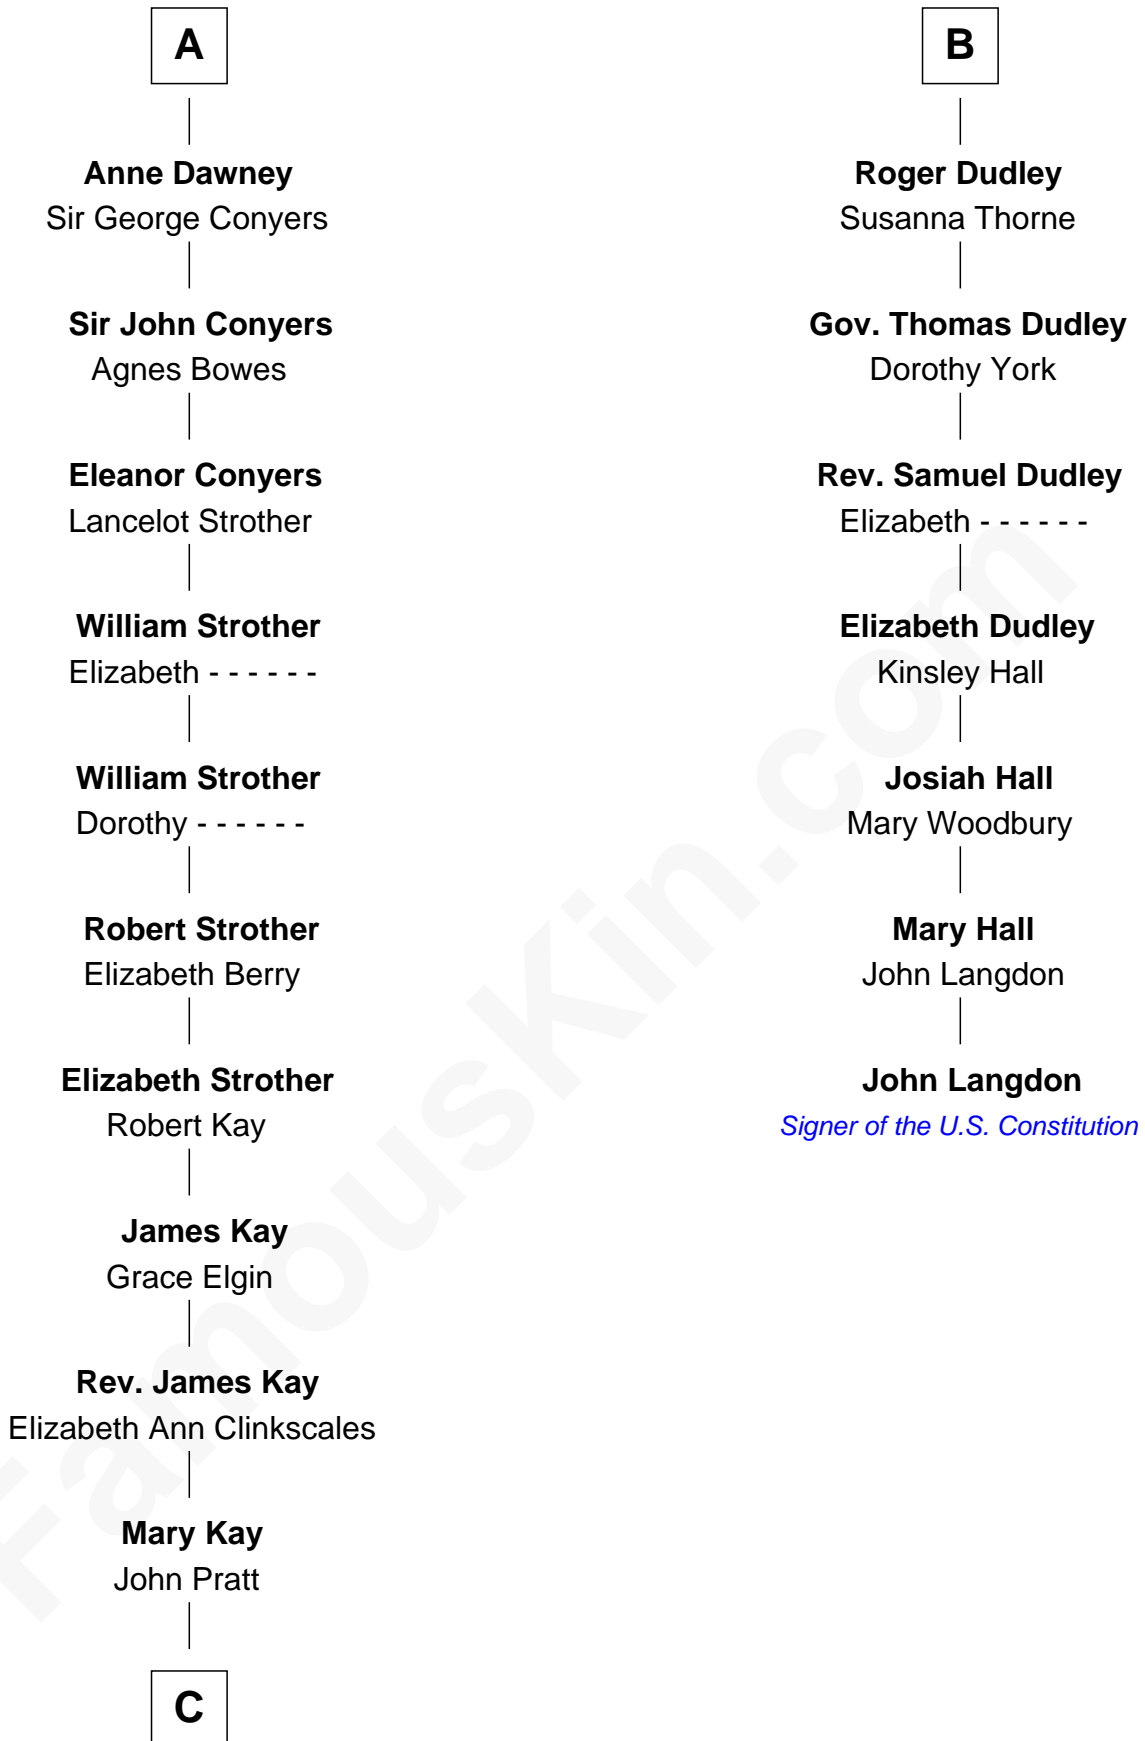 A
Anne Dawney
Sir George Conyers
Sir John Conyers
Agnes Bowes
Eleanor Conyers
Lancelot Strother
William Strother
Elizabeth - - - - - -
William Strother
Dorothy - - - - - -
Robert Strother
Elizabeth Berry
Elizabeth Strother
Robert Kay
James Kay
Grace Elgin
Rev. James Kay
Elizabeth Ann Clinkscales
Mary Kay
John Pratt
C
B
Roger Dudley
Susanna Thorne
Gov. Thomas Dudley
Dorothy York
Rev. Samuel Dudley
Elizabeth - - - - - -
Elizabeth Dudley
Kinsley Hall
Josiah Hall
Mary Woodbury
Mary Hall
John Langdon
John Langdon
Signer of the U.S. Constitution
FamousKin.com